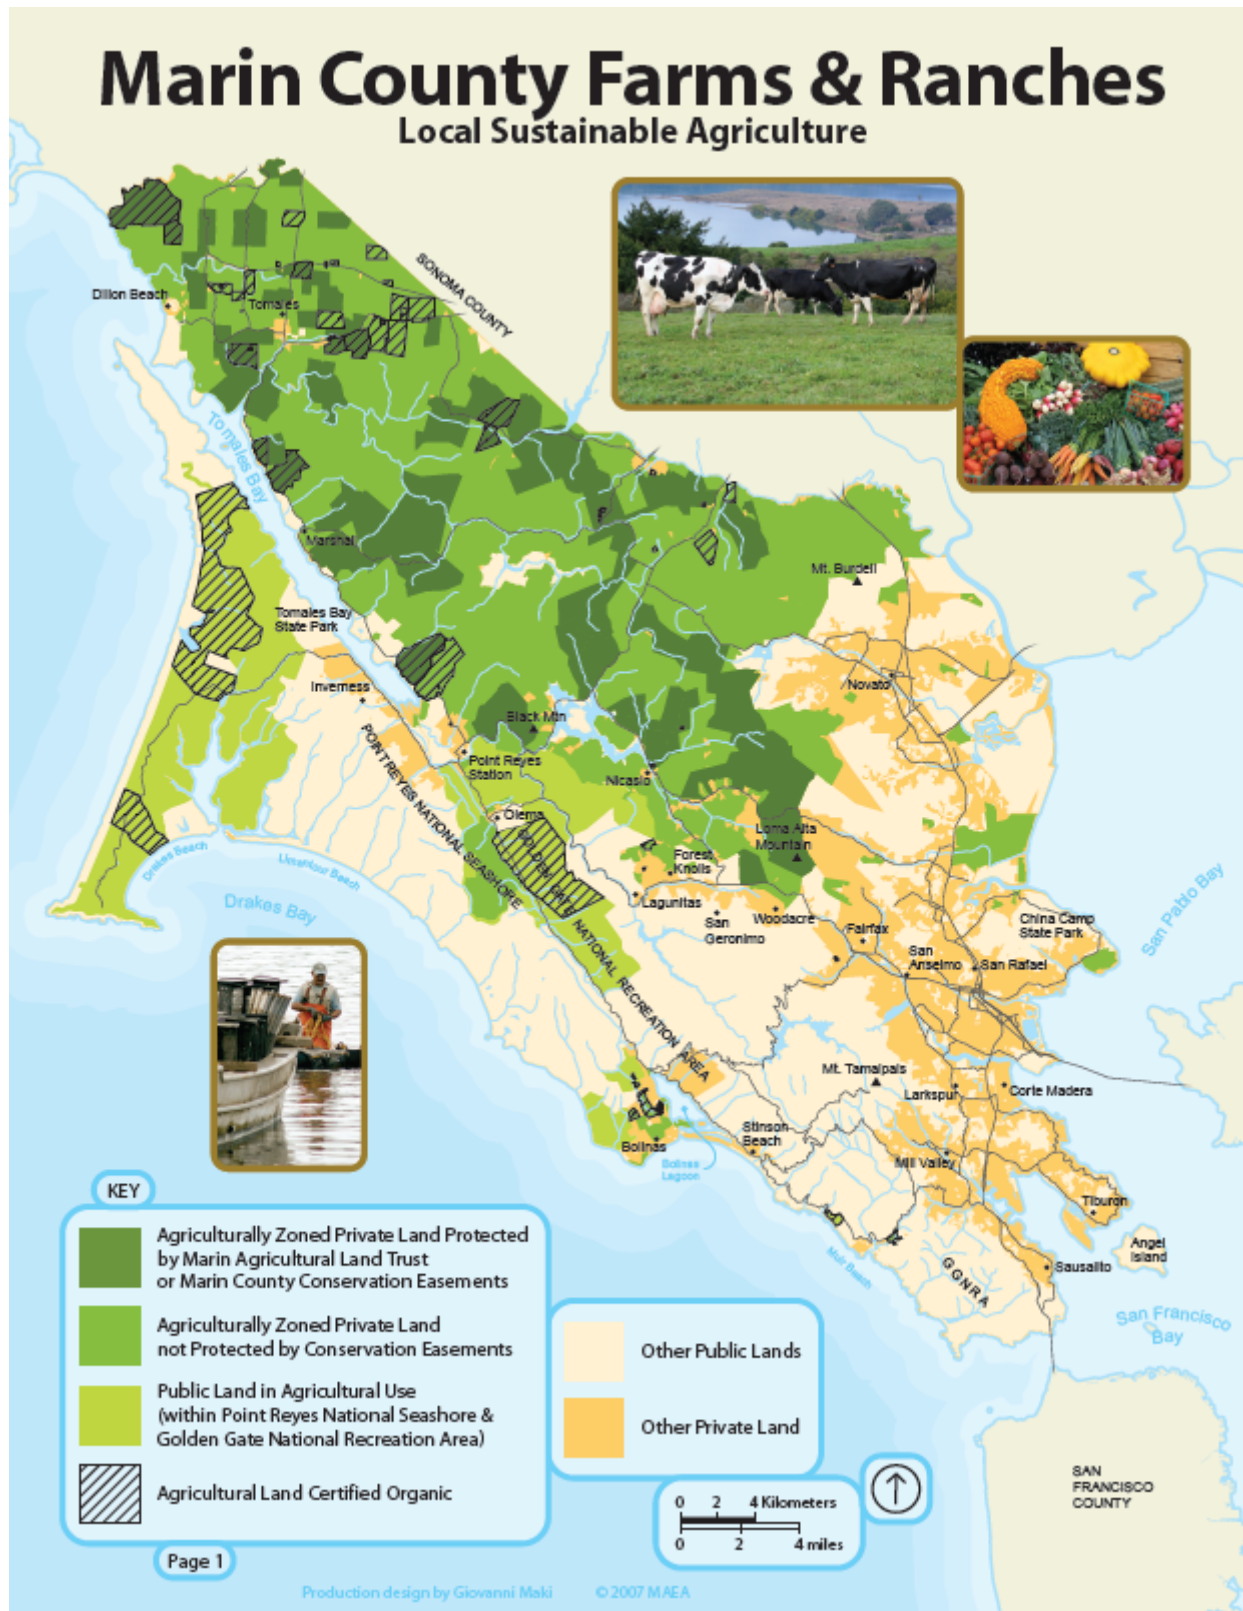 Marin County Farms & Ranches
Local Sustainable Agriculture
SONOMA COUNTY
Dillon Beach
Tomales
Tomales Bay
Marshal
Mt. Burdell
Tomales Bay
State Park
Inverness
Novato
Black Mtn
POINT REYES NATIONAL SEASHORE
Point Reyes
Station
Nicasio
Olema
GOLDEN GATE NATIONAL RECREATION AREA
Loma Alta
Mountain
Forest
Knolls
Drakes Beach
Limantour Beach
Drakes Bay
Lagunitas
San
Geronimo
Woodacre
Fairfax
China Camp
State Park
San Pablo Bay
San
Anselmo
San Rafael
Mt. Tamalpais
Larkspur
Corte Madera
Stinson
Beach
Bolinas
Bolinas
Lagoon
Mill Valley
Tiburon
Angel
Island
Muir Beach
GGNRA
Sausalito
San Francisco
Bay
SAN
FRANCISCO
COUNTY
KEY
Agriculturally Zoned Private Land Protected
by Marin Agricultural Land Trust
or Marin County Conservation Easements
Agriculturally Zoned Private Land
not Protected by Conservation Easements
Public Land in Agricultural Use
(within Point Reyes National Seashore &
Golden Gate National Recreation Area)
Agricultural Land Certified Organic
Other Public Lands
Other Private Land
0 2 4 Kilometers
0 2 4 miles
Page 1
Production design by Giovanni Maki © 2007 MAEA